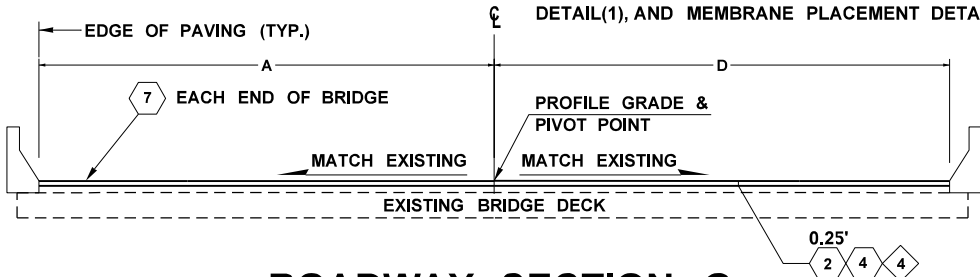 ℄ DETAIL(1), AND MEMBRANE PLACEMENT DETA
EDGE OF PAVING (TYP.)
A D
7 EACH END OF BRIDGE
PROFILE GRADE &
PIVOT POINT
MATCH EXISTING MATCH EXISTING
EXISTING BRIDGE DECK
0.25'
2 4 4